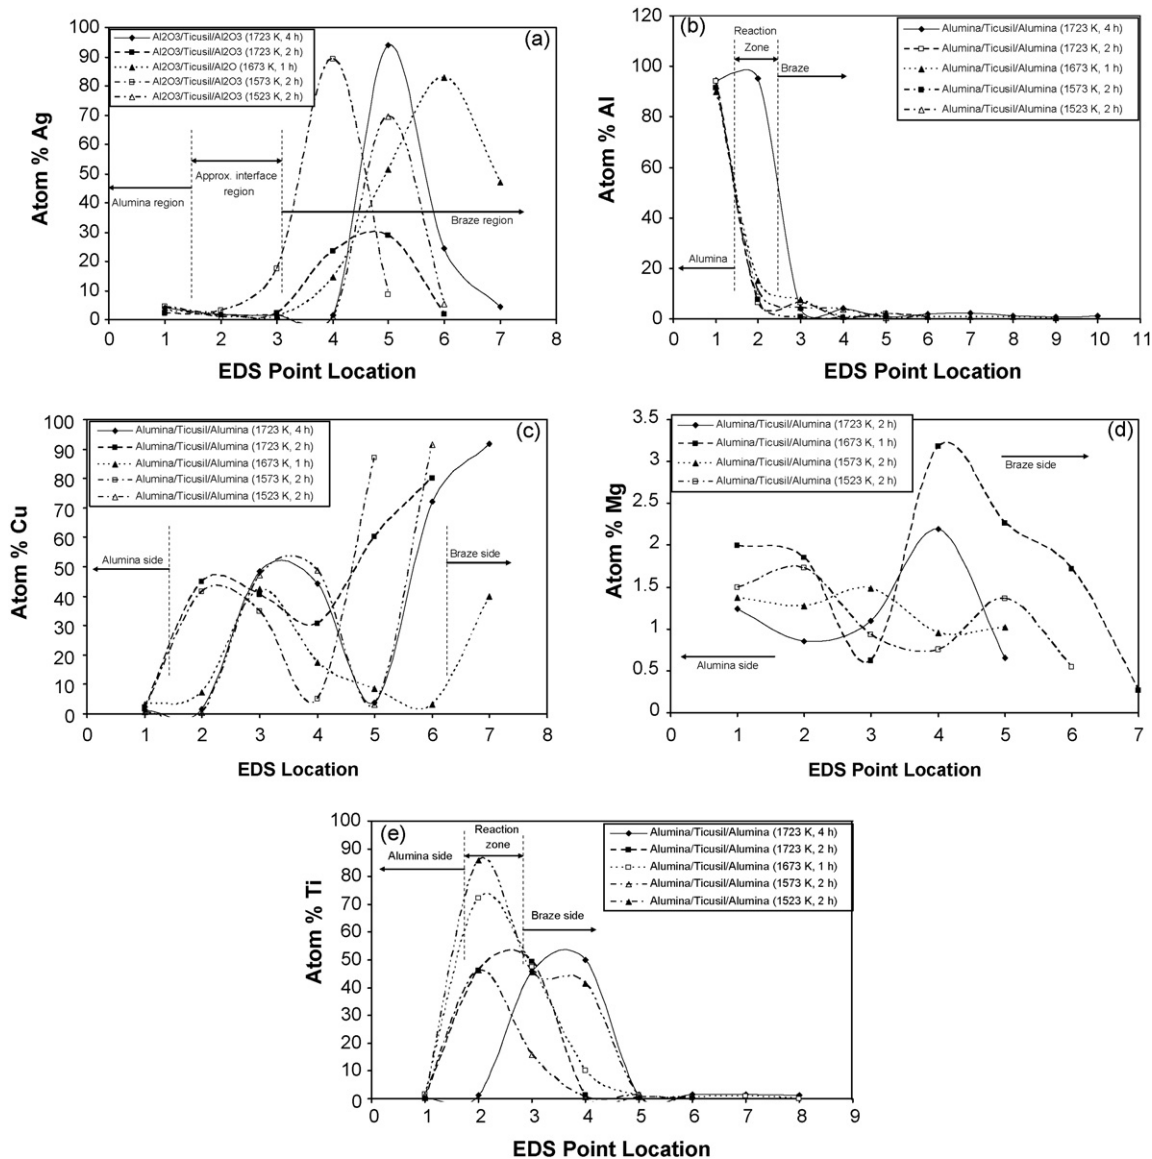 (a)
Al2O3/Ticusil/Al2O3 (1723 K, 4 h)
Al2O3/Ticusil/Al2O3 (1723 K, 2 h)
Al2O3/Ticusil/Al2O (1673 K, 1 h)
Al2O3/Ticusil/Al2O3 (1573 K, 2 h)
Al2O3/Ticusil/Al2O3 (1523 K, 2 h)
Atom % Ag
100
90
80
70
60
50
40
30
20
10
0
Approx. interface
region
Alumina region
Braze region
0 1 2 3 4 5 6 7 8
EDS Point Location
(b)
Reaction
Zone
Braze
Alumina/Ticusil/Alumina (1723 K, 4 h)
Alumina/Ticusil/Alumina (1723 K, 2 h)
Alumina/Ticusil/Alumina (1673 K, 1 h)
Alumina/Ticusil/Alumina (1573 K, 2 h)
Alumina/Ticusil/Alumina (1523 K, 2 h)
Atom % Al
120
100
80
60
40
20
0
Alumina
0 1 2 3 4 5 6 7 8 9 10 11
EDS Point Location
(c)
Alumina/Ticusil/Alumina (1723 K, 4 h)
Alumina/Ticusil/Alumina (1723 K, 2 h)
Alumina/Ticusil/Alumina (1673 K, 1 h)
Alumina/Ticusil/Alumina (1573 K, 2 h)
Alumina/Ticusil/Alumina (1523 K, 2 h)
Atom % Cu
100
90
80
70
60
50
40
30
20
10
0
Alumina side
Braze side
0 1 2 3 4 5 6 7 8
EDS Location
(d)
Alumina/Ticusil/Alumina (1723 K, 2 h)
Alumina/Ticusil/Alumina (1673 K, 1 h)
Alumina/Ticusil/Alumina (1573 K, 2 h)
Alumina/Ticusil/Alumina (1523 K, 2 h)
Braze side
Atom % Mg
3.5
3
2.5
2
1.5
1
0.5
0
Alumina side
0 1 2 3 4 5 6 7
EDS Point Location
(e)
Reaction
zone
Alumina side
Alumina/Ticusil/Alumina (1723 K, 4 h)
Alumina/Ticusil/Alumina (1723 K, 2 h)
Alumina/Ticusil/Alumina (1673 K, 1 h)
Alumina/Ticusil/Alumina (1573 K, 2 h)
Alumina/Ticusil/Alumina (1523 K, 2 h)
Braze side
Atom % Ti
100
90
80
70
60
50
40
30
20
10
0
0 1 2 3 4 5 6 7 8 9
EDS Point Location